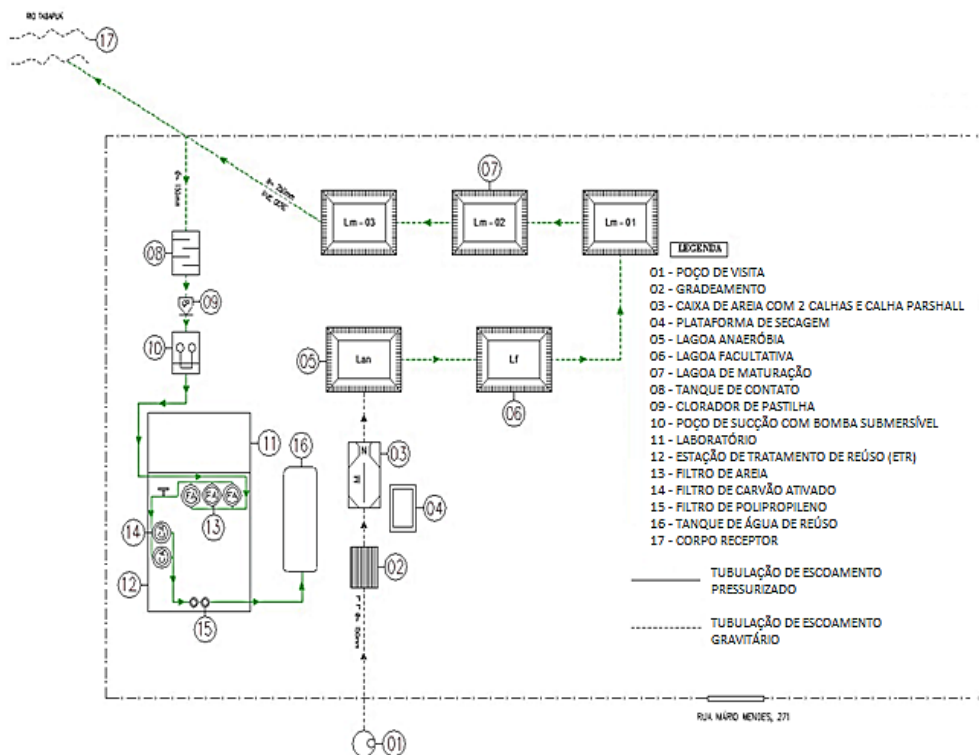 RIO TABAPUÁ
17
07
Lm - 03
Lm - 02
Lm - 01
08
09
10
05
Lan
Lf
06
11
16
03
N
M
04
FA
FA
FA
13
14
12
15
02
01
LEGENDA
01 - POÇO DE VISITA
02 - GRADEAMENTO
03 - CAIXA DE AREIA COM 2 CALHAS E CALHA PARSHALL
04 - PLATAFORMA DE SECAGEM
05 - LAGOA ANAERÓBIA
06 - LAGOA FACULTATIVA
07 - LAGOA DE MATURAÇÃO
08 - TANQUE DE CONTATO
09 - CLORADOR DE PASTILHA
10 - POÇO DE SUCÇÃO COM BOMBA SUBMERSÍVEL
11 - LABORATÓRIO
12 - ESTAÇÃO DE TRATAMENTO DE REÚSO (ETR)
13 - FILTRO DE AREIA
14 - FILTRO DE CARVÃO ATIVADO
15 - FILTRO DE POLIPROPILENO
16 - TANQUE DE ÁGUA DE REÚSO
17 - CORPO RECEPTOR
TUBULAÇÃO DE ESCOAMENTO
PRESSURIZADO
TUBULAÇÃO DE ESCOAMENTO
GRAVITÁRIO
RUA MÁRIO MENDES, 271